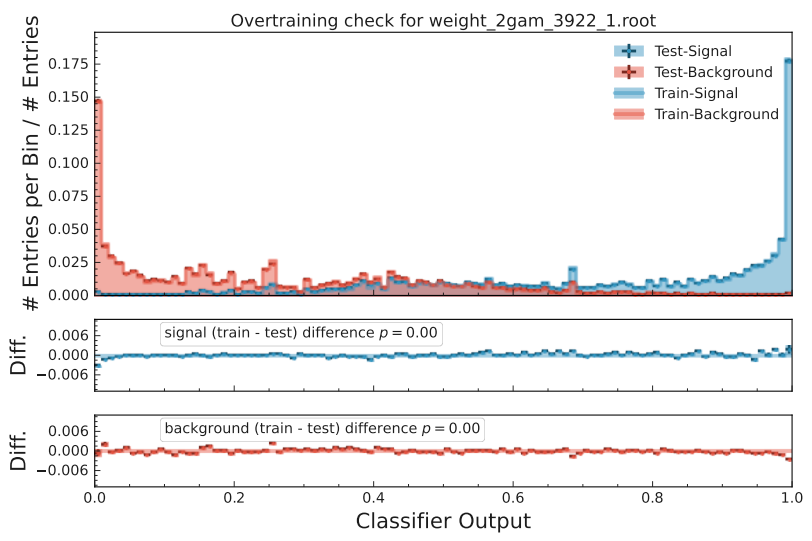 Overtraining check for weight_2gam_3922_1.root
# Entries per Bin / # Entries
0.175
0.150
0.125
0.100
0.075
0.050
0.025
0.000
Test-Signal
Test-Background
Train-Signal
Train-Background
Diff.
0.006
0.000
−0.006
signal (train - test) difference p = 0.00
Diff.
0.006
0.000
−0.006
background (train - test) difference p = 0.00
0.0 0.2 0.4 0.6 0.8 1.0
Classifier Output